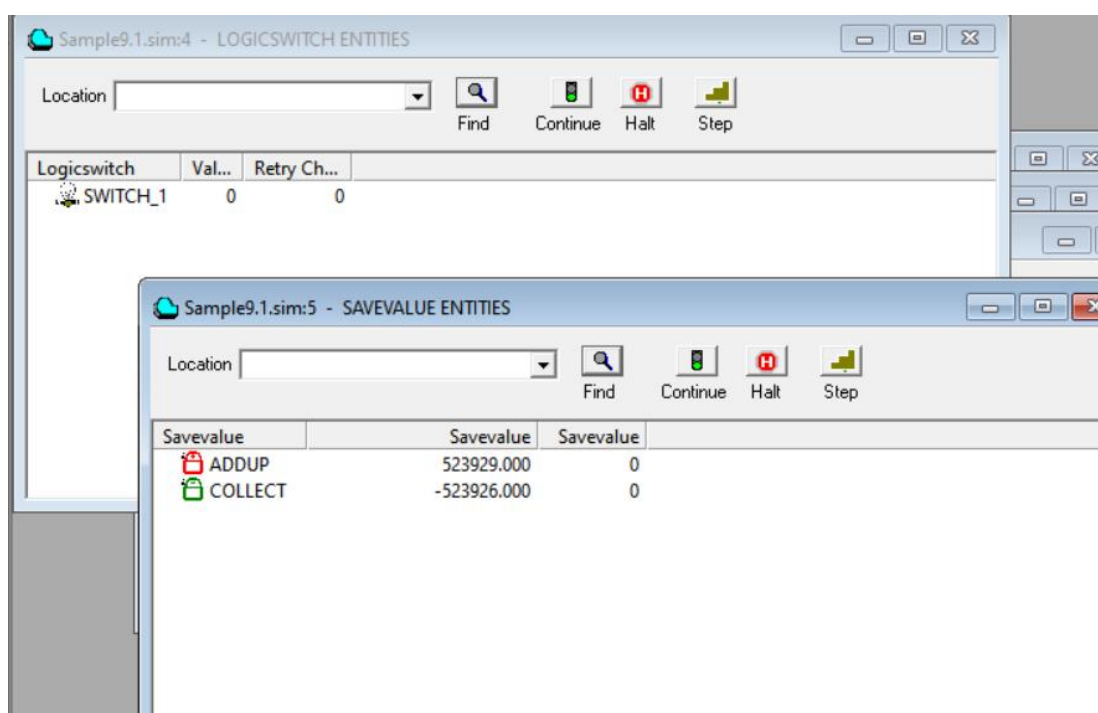 Sample9.1.sim:4 - LOGICSWITCH ENTITIES
Location
Find Continue Halt Step
Logicswitch Val... Retry Ch...
SWITCH_1 0 0
Sample9.1.sim:5 - SAVEVALUE ENTITIES
Location
Find Continue Halt Step
Savevalue Savevalue Savevalue
ADDUP 523929.000 0
COLLECT -523926.000 0